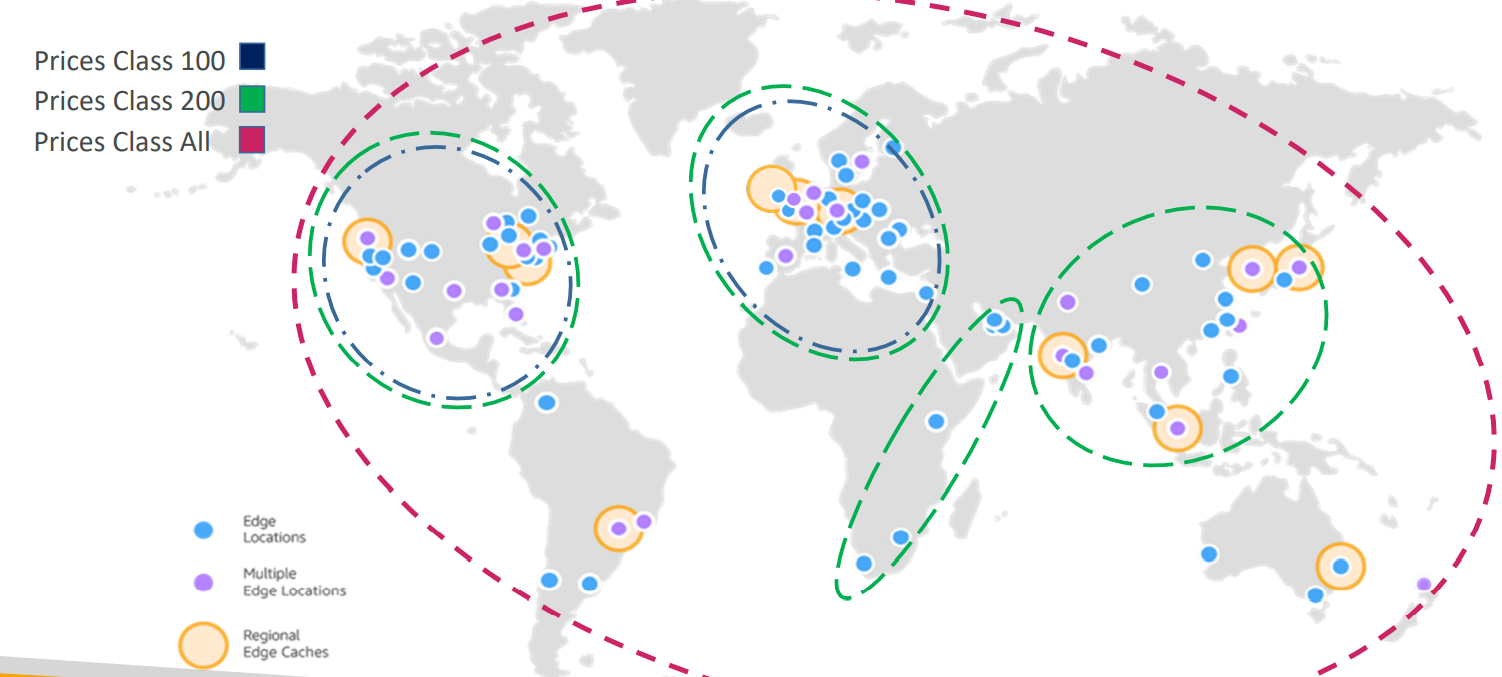 Prices Class 100
Prices Class 200
Prices Class All
Edge
Locations
Multiple
Edge Locations
Regional
Edge Caches